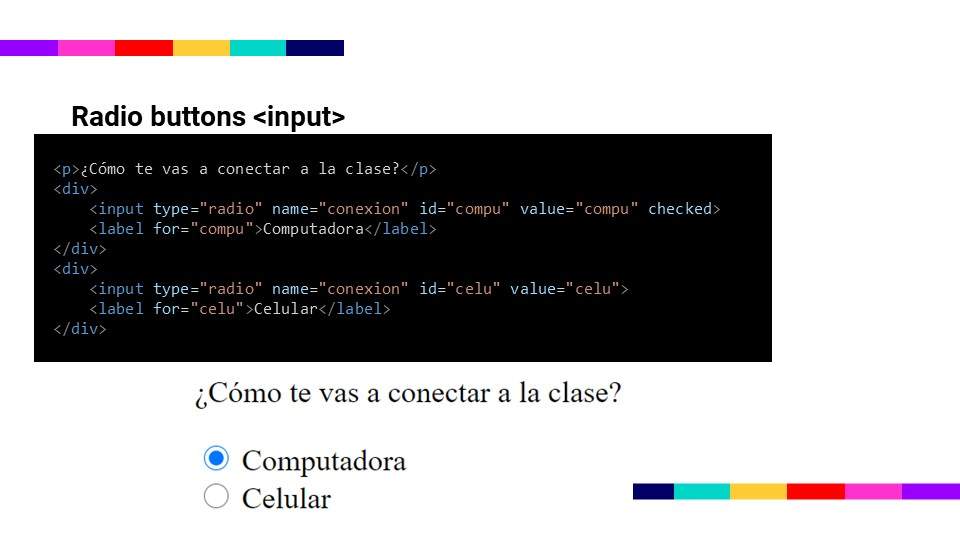 Radio buttons <input>
<p>¿Cómo te vas a conectar a la clase?</p>
<div>
    <input type="radio" name="conexion" id="compu" value="compu" checked>
    <label for="compu">Computadora</label>
</div>
<div>
    <input type="radio" name="conexion" id="celu" value="celu">
    <label for="celu">Celular</label>
</div>
¿Cómo te vas a conectar a la clase?
Computadora
Celular